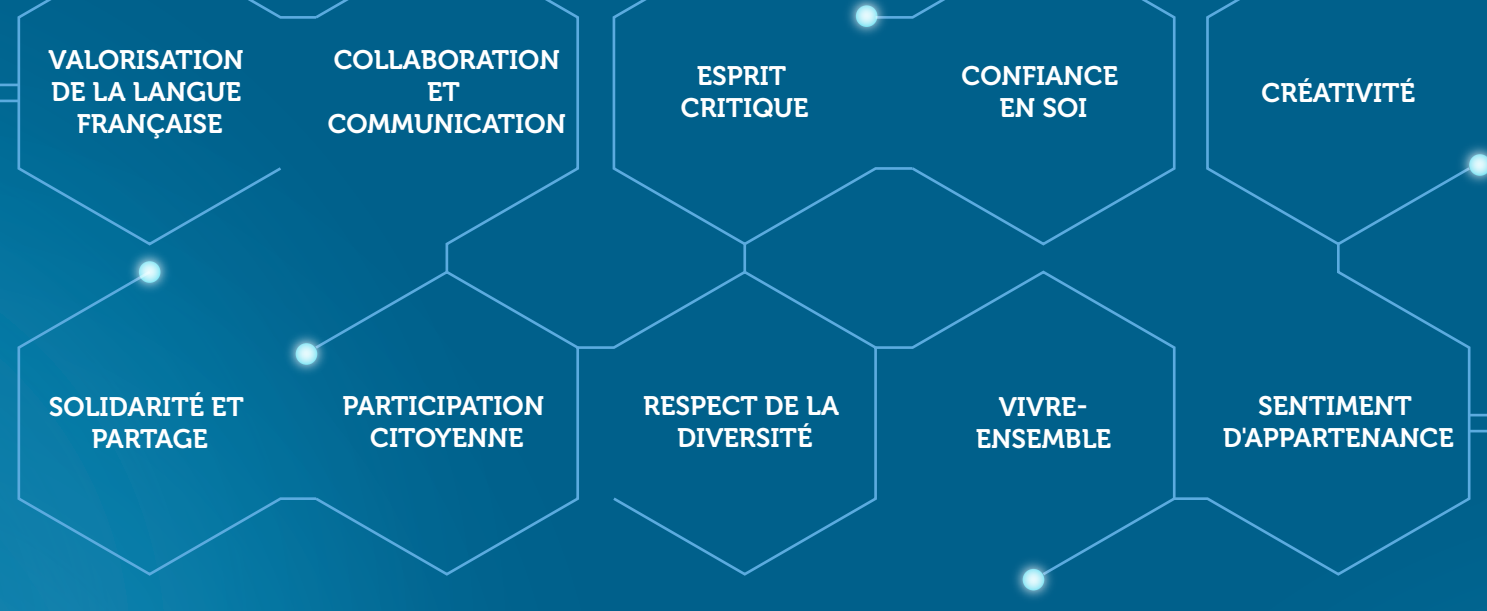 VALORISATION
DE LA LANGUE
FRANÇAISE
COLLABORATION
ET
COMMUNICATION
ESPRIT
CRITIQUE
CONFIANCE
EN SOI
CRÉATIVITÉ
SOLIDARITÉ ET
PARTAGE
PARTICIPATION
CITOYENNE
RESPECT DE LA
DIVERSITÉ
VIVRE-
ENSEMBLE
SENTIMENT
D'APPARTENANCE